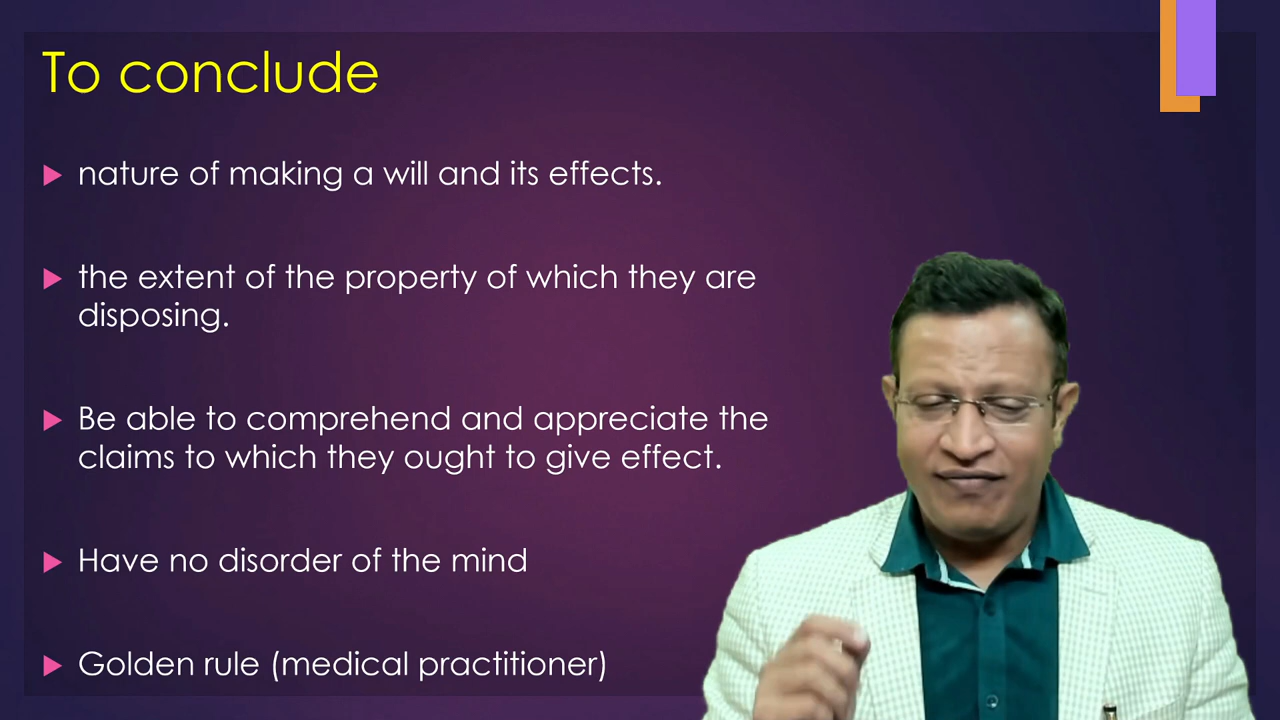 To conclude
nature of making a will and its effects.
the extent of the property of which they are
disposing.
Be able to comprehend and appreciate the
claims to which they ought to give effect.
Have no disorder of the mind
Golden rule (medical practitioner)